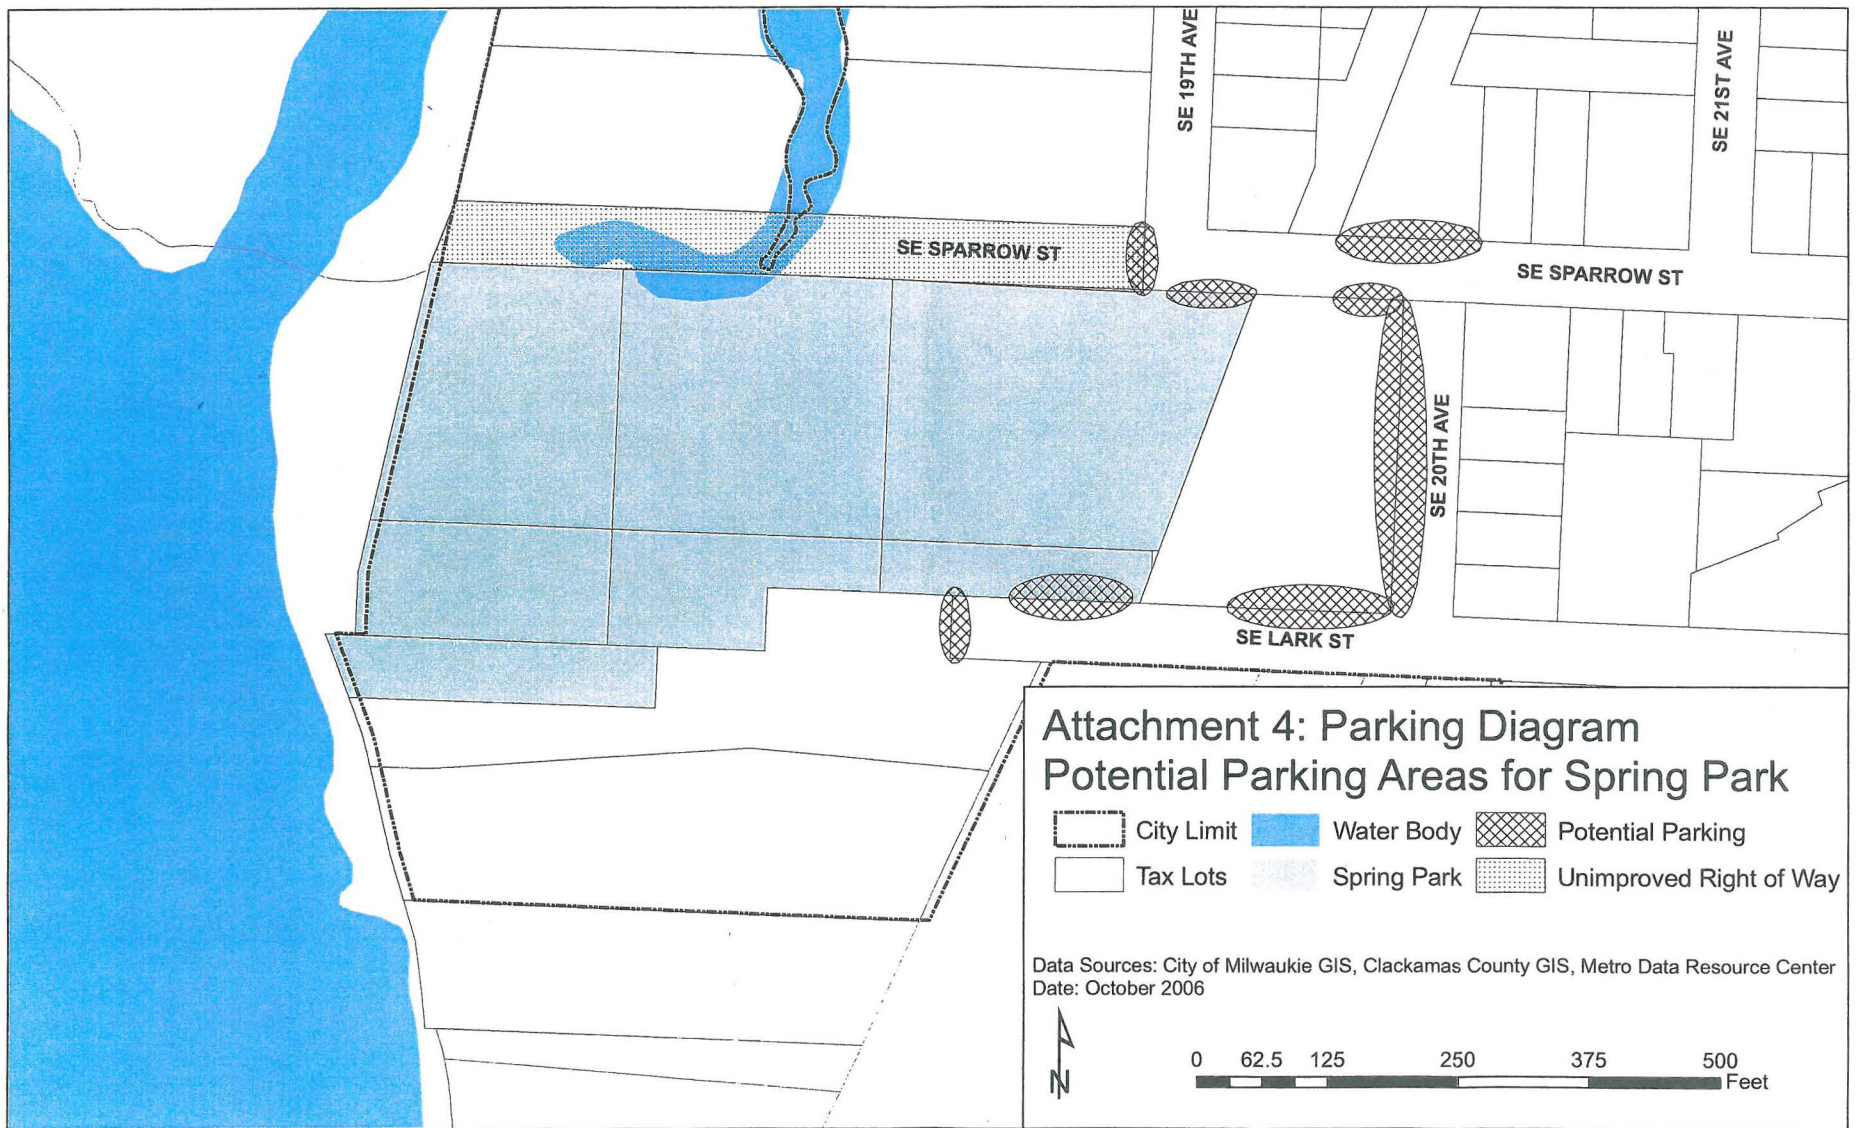 SE 19TH AVE
SE 21ST AVE
SE SPARROW ST
SE SPARROW ST
SE 20TH AVE
SE LARK ST
Attachment 4: Parking Diagram
Potential Parking Areas for Spring Park
City Limit
Water Body
Potential Parking
Tax Lots
Spring Park
Unimproved Right of Way
Data Sources: City of Milwaukie GIS, Clackamas County GIS, Metro Data Resource Center
Date: October 2006
N
0 62.5 125 250 375 500
Feet